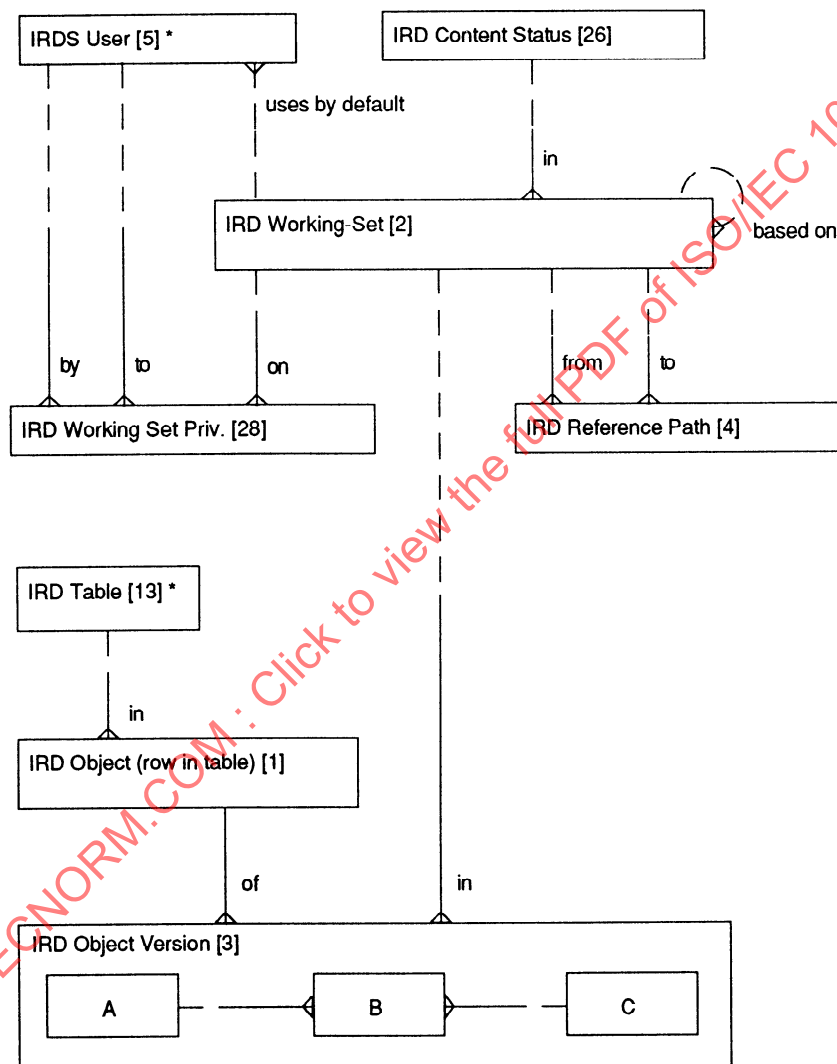 IRDS User [5] *
IRD Content Status [26]
uses by default
in
IRD Working-Set [2]
based on
by
to
on
from
to
IRD Working Set Priv. [28]
IRD Reference Path [4]
IRD Table [13] *
in
IRD Object (row in table) [1]
of
in
IRD Object Version [3]
A
B
C
ECNORM.COM : Click to view the full PDF of ISO/IEC 10